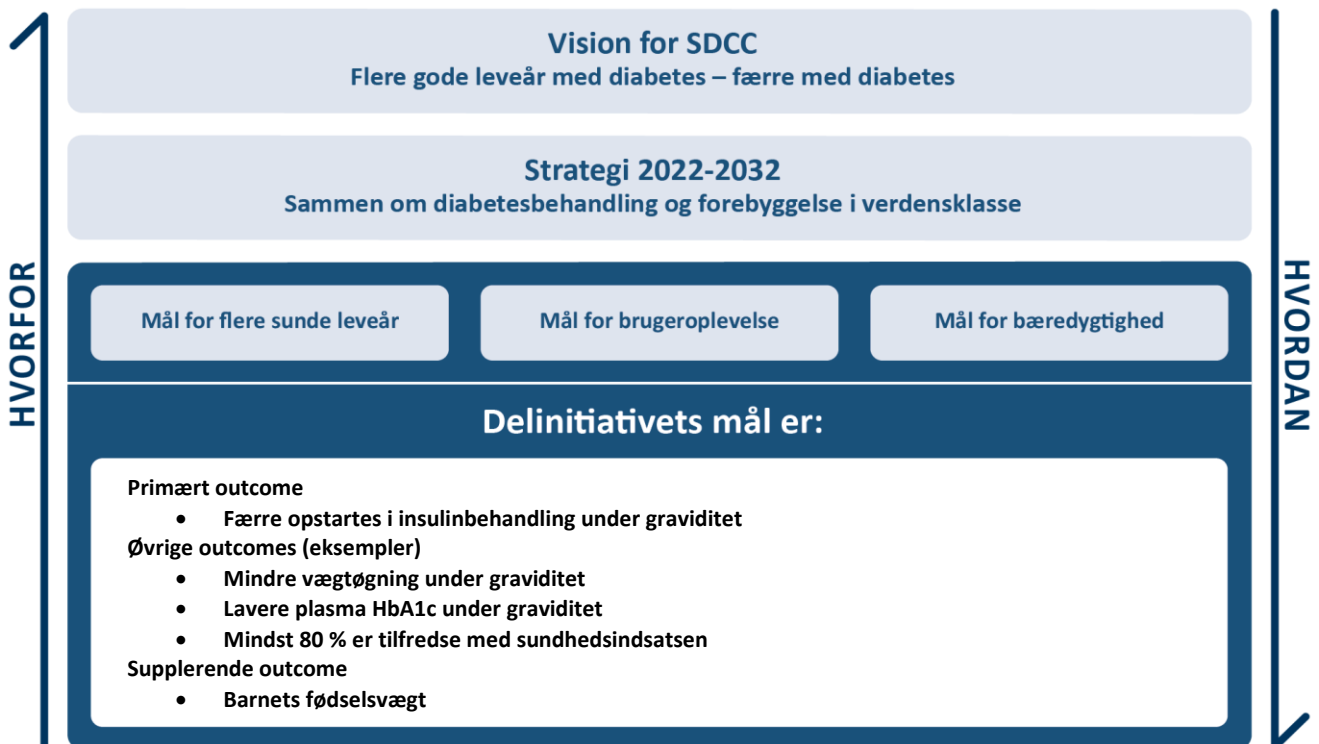 Vision for SDCC
Flere gode leveår med diabetes – færre med diabetes
Strategi 2022-2032
Sammen om diabetesbehandling og forebyggelse i verdensklasse
HVORFOR
HVORDAN
Mål for flere sunde leveår
Mål for brugeroplevelse
Mål for bæredygtighed
Delinitiativets mål er:
Primært outcome
• Færre opstartes i insulinbehandling under graviditet
Øvrige outcomes (eksempler)
• Mindre vægtøgning under graviditet
• Lavere plasma HbA1c under graviditet
• Mindst 80 % er tilfredse med sundhedsindsatsen
Supplerende outcome
• Barnets fødselsvægt